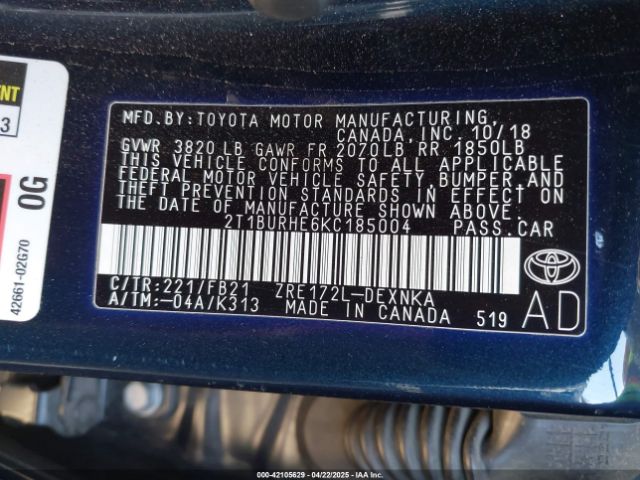 MFD.BY:TOYOTA MOTOR MANUFACTURING,
CANADA,INC.10/18
GVWR 3820 LB GAWR FR 2070LB RR 1850LB
THIS VEHICLE CONFORMS TO ALL APPLICABLE
FEDERAL MOTOR VEHICLE SAFETY,BUMPER,AND
THEFT PREVENTION STANDARDS IN EFFECT ON
THE DATE OF MANUFACTURE SHOWN ABOVE.
2T1BURHE6KC185004 PASS.CAR
C/TR:221/FB21 ZRE172L-DEXNKA
A/TM:-04A/K313 MADE IN CANADA 519
AD
0G
42661-02G70
3
000-42105629 - 04/22/2025 - IAA, Inc.